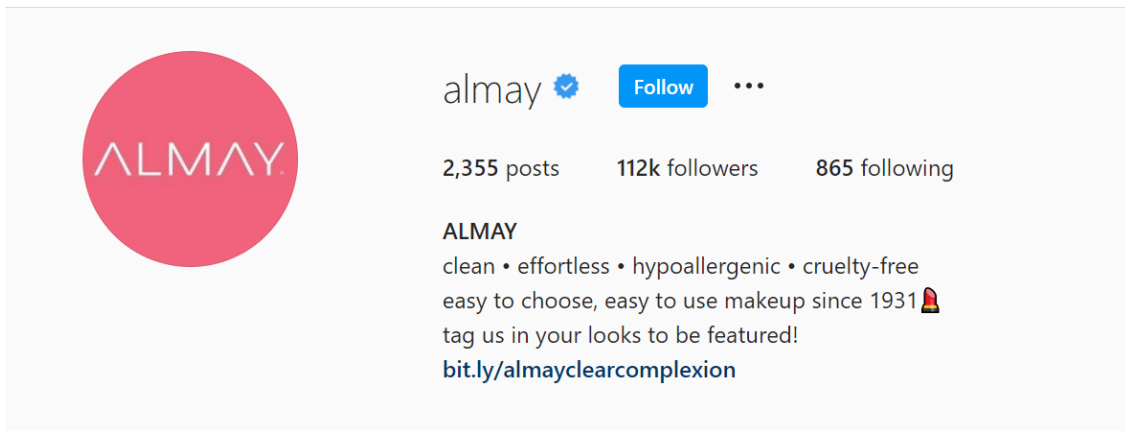 ALMAY.
almay Follow •••
2,355 posts 112k followers 865 following
ALMAY
clean • effortless • hypoallergenic • cruelty-free
easy to choose, easy to use makeup since 1931💄
tag us in your looks to be featured!
bit.ly/almayclearcomplexion